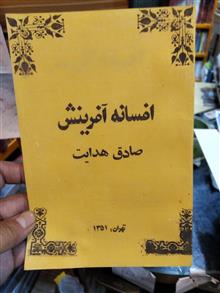 افسانه آفرینش
صادق هدایت
تهران، ۱۳۵۱